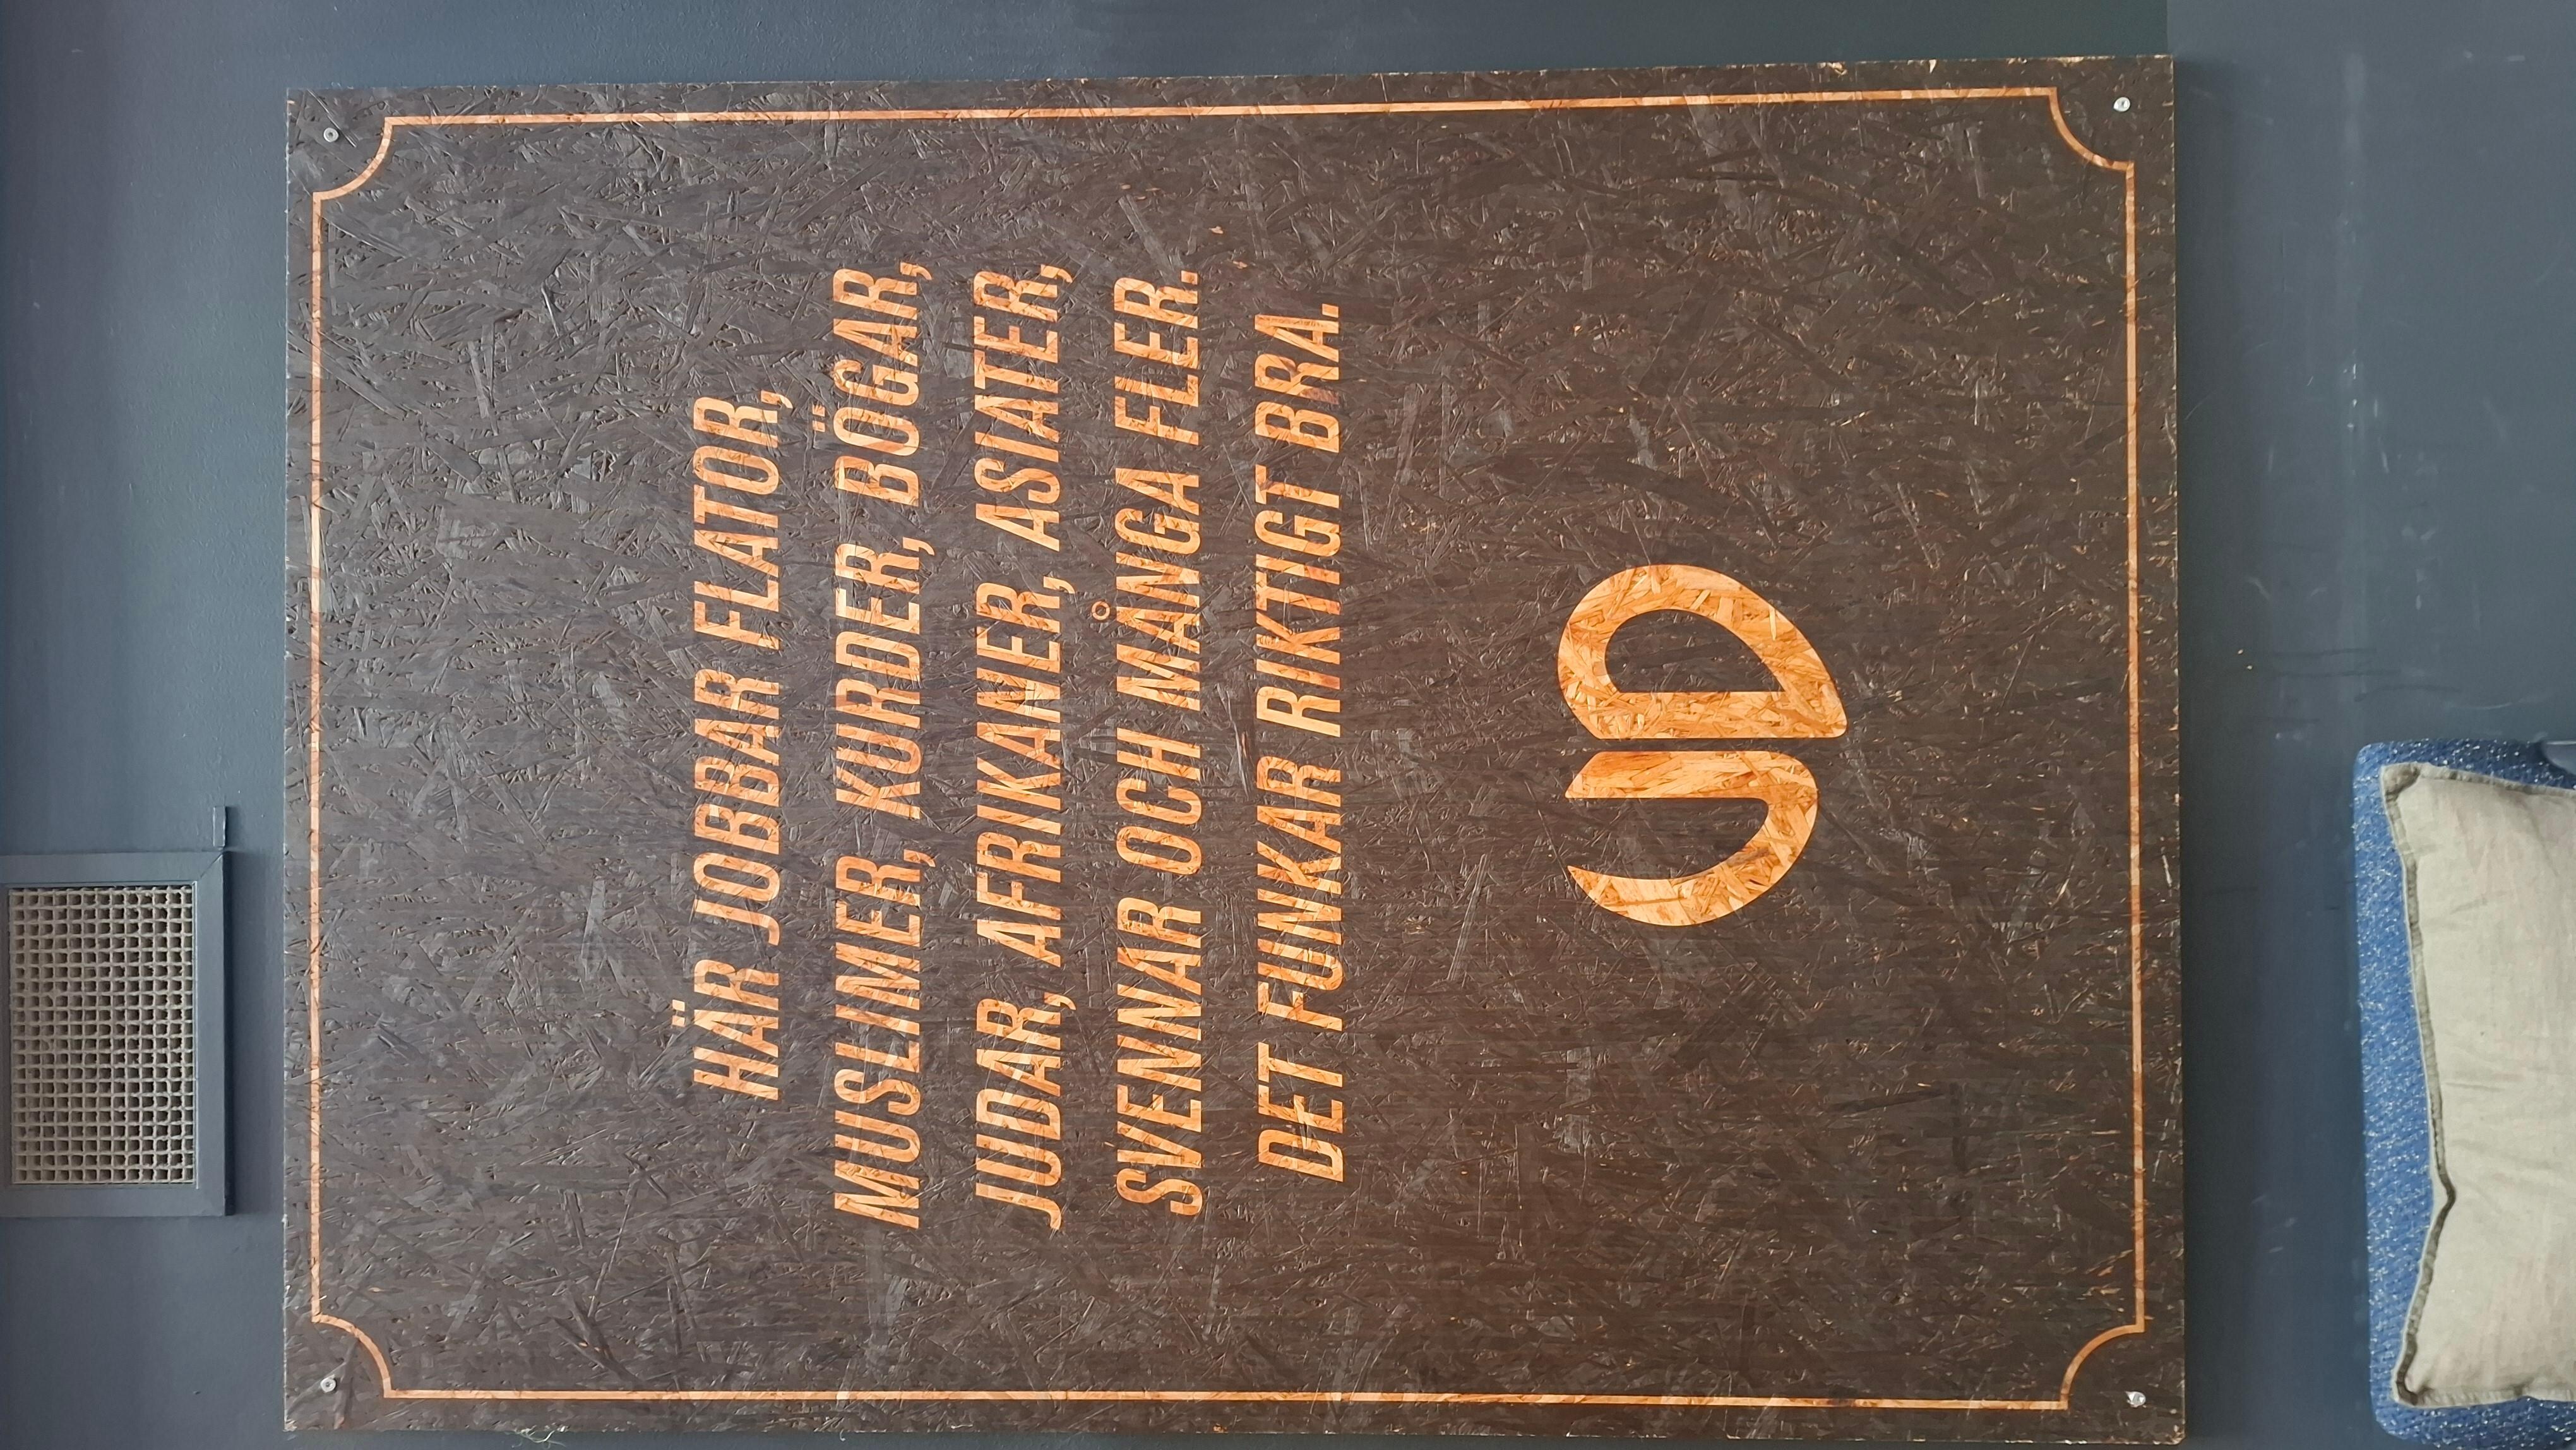 HÄR JOBBAR FLATOR,
MUSLIMER, KURDER, BÖGAR,
JUDAR, AFRIKANER, ASIATER,
SVENNAR OCH MÅNGA FLER.
DET FUNKAR RIKTIGT BRA.